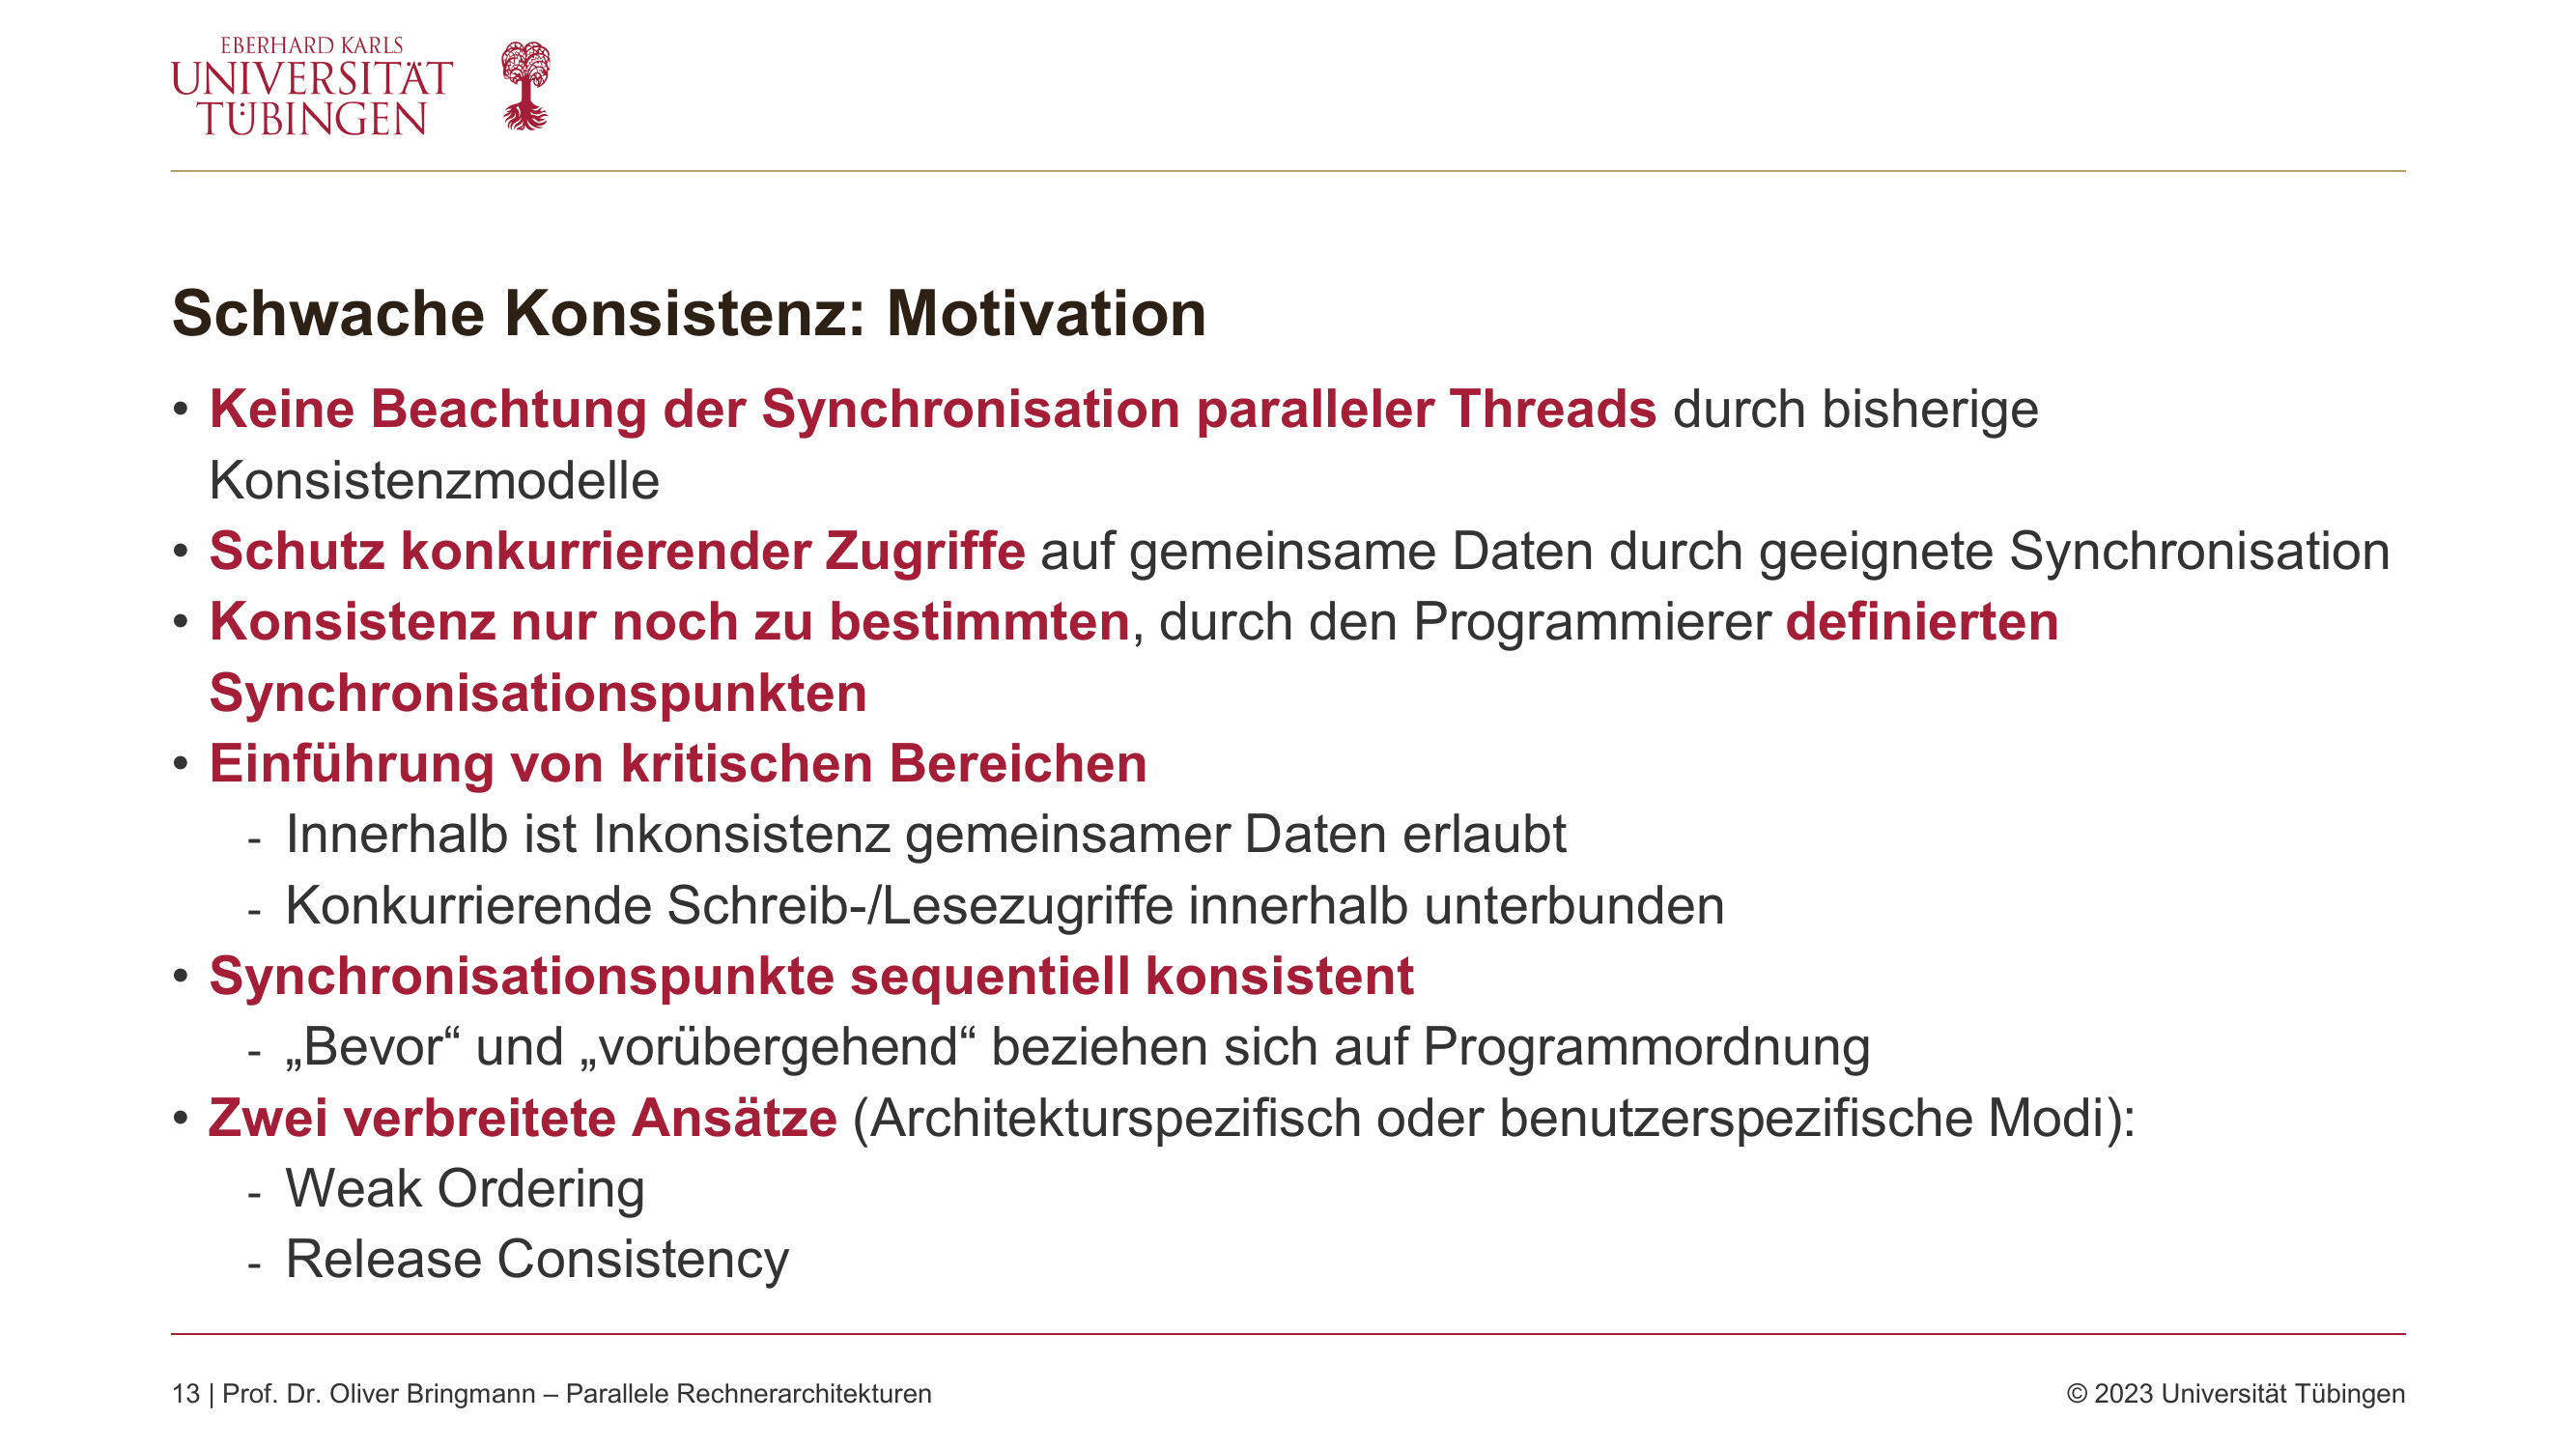 EBERHARD KARLS
UNIVERSITÄT
TÜBINGEN
Schwache Konsistenz: Motivation
• Keine Beachtung der Synchronisation paralleler Threads durch bisherige
Konsistenzmodelle
• Schutz konkurrierender Zugriffe auf gemeinsame Daten durch geeignete Synchronisation
• Konsistenz nur noch zu bestimmten, durch den Programmierer definierten
Synchronisationspunkten
• Einführung von kritischen Bereichen
- Innerhalb ist Inkonsistenz gemeinsamer Daten erlaubt
- Konkurrierende Schreib-/Lesezugriffe innerhalb unterbunden
• Synchronisationspunkte sequentiell konsistent
- „Bevor“ und „vorübergehend“ beziehen sich auf Programmordnung
• Zwei verbreitete Ansätze (Architekturspezifisch oder benutzerspezifische Modi):
- Weak Ordering
- Release Consistency
13 | Prof. Dr. Oliver Bringmann – Parallele Rechnerarchitekturen
© 2023 Universität Tübingen